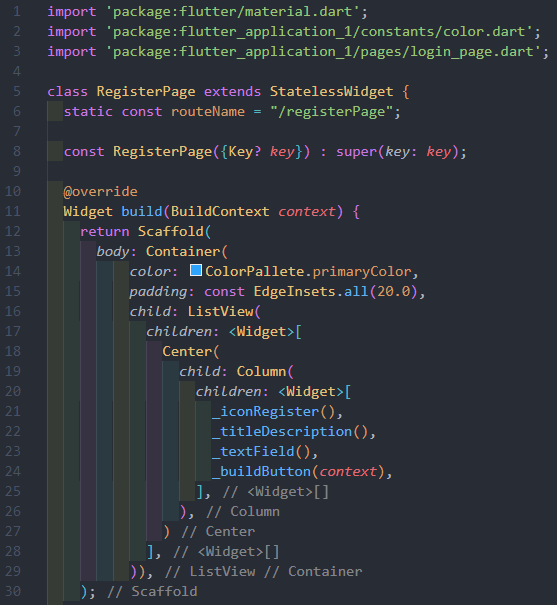 1 import 'package:flutter/material.dart';
2 import 'package:flutter_application_1/constants/color.dart';
3 import 'package:flutter_application_1/pages/login_page.dart';
4
5 class RegisterPage extends StatelessWidget {
6   static const routeName = "/registerPage";
7
8   const RegisterPage({Key? key}) : super(key: key);
9
10   @override
11   Widget build(BuildContext context) {
12     return Scaffold(
13       body: Container(
14           color: ColorPallete.primaryColor,
15           padding: const EdgeInsets.all(20.0),
16           child: ListView(
17             children: <Widget>[
18               Center(
19                 child: Column(
20                   children: <Widget>[
21                     _iconRegister(),
22                     _titleDescription(),
23                     _textField(),
24                     _buildButton(context),
25                   ], // <Widget>[]
26                 ), // Column
27               ) // Center
28             ], // <Widget>[]
29           )), // ListView // Container
30     ); // Scaffold